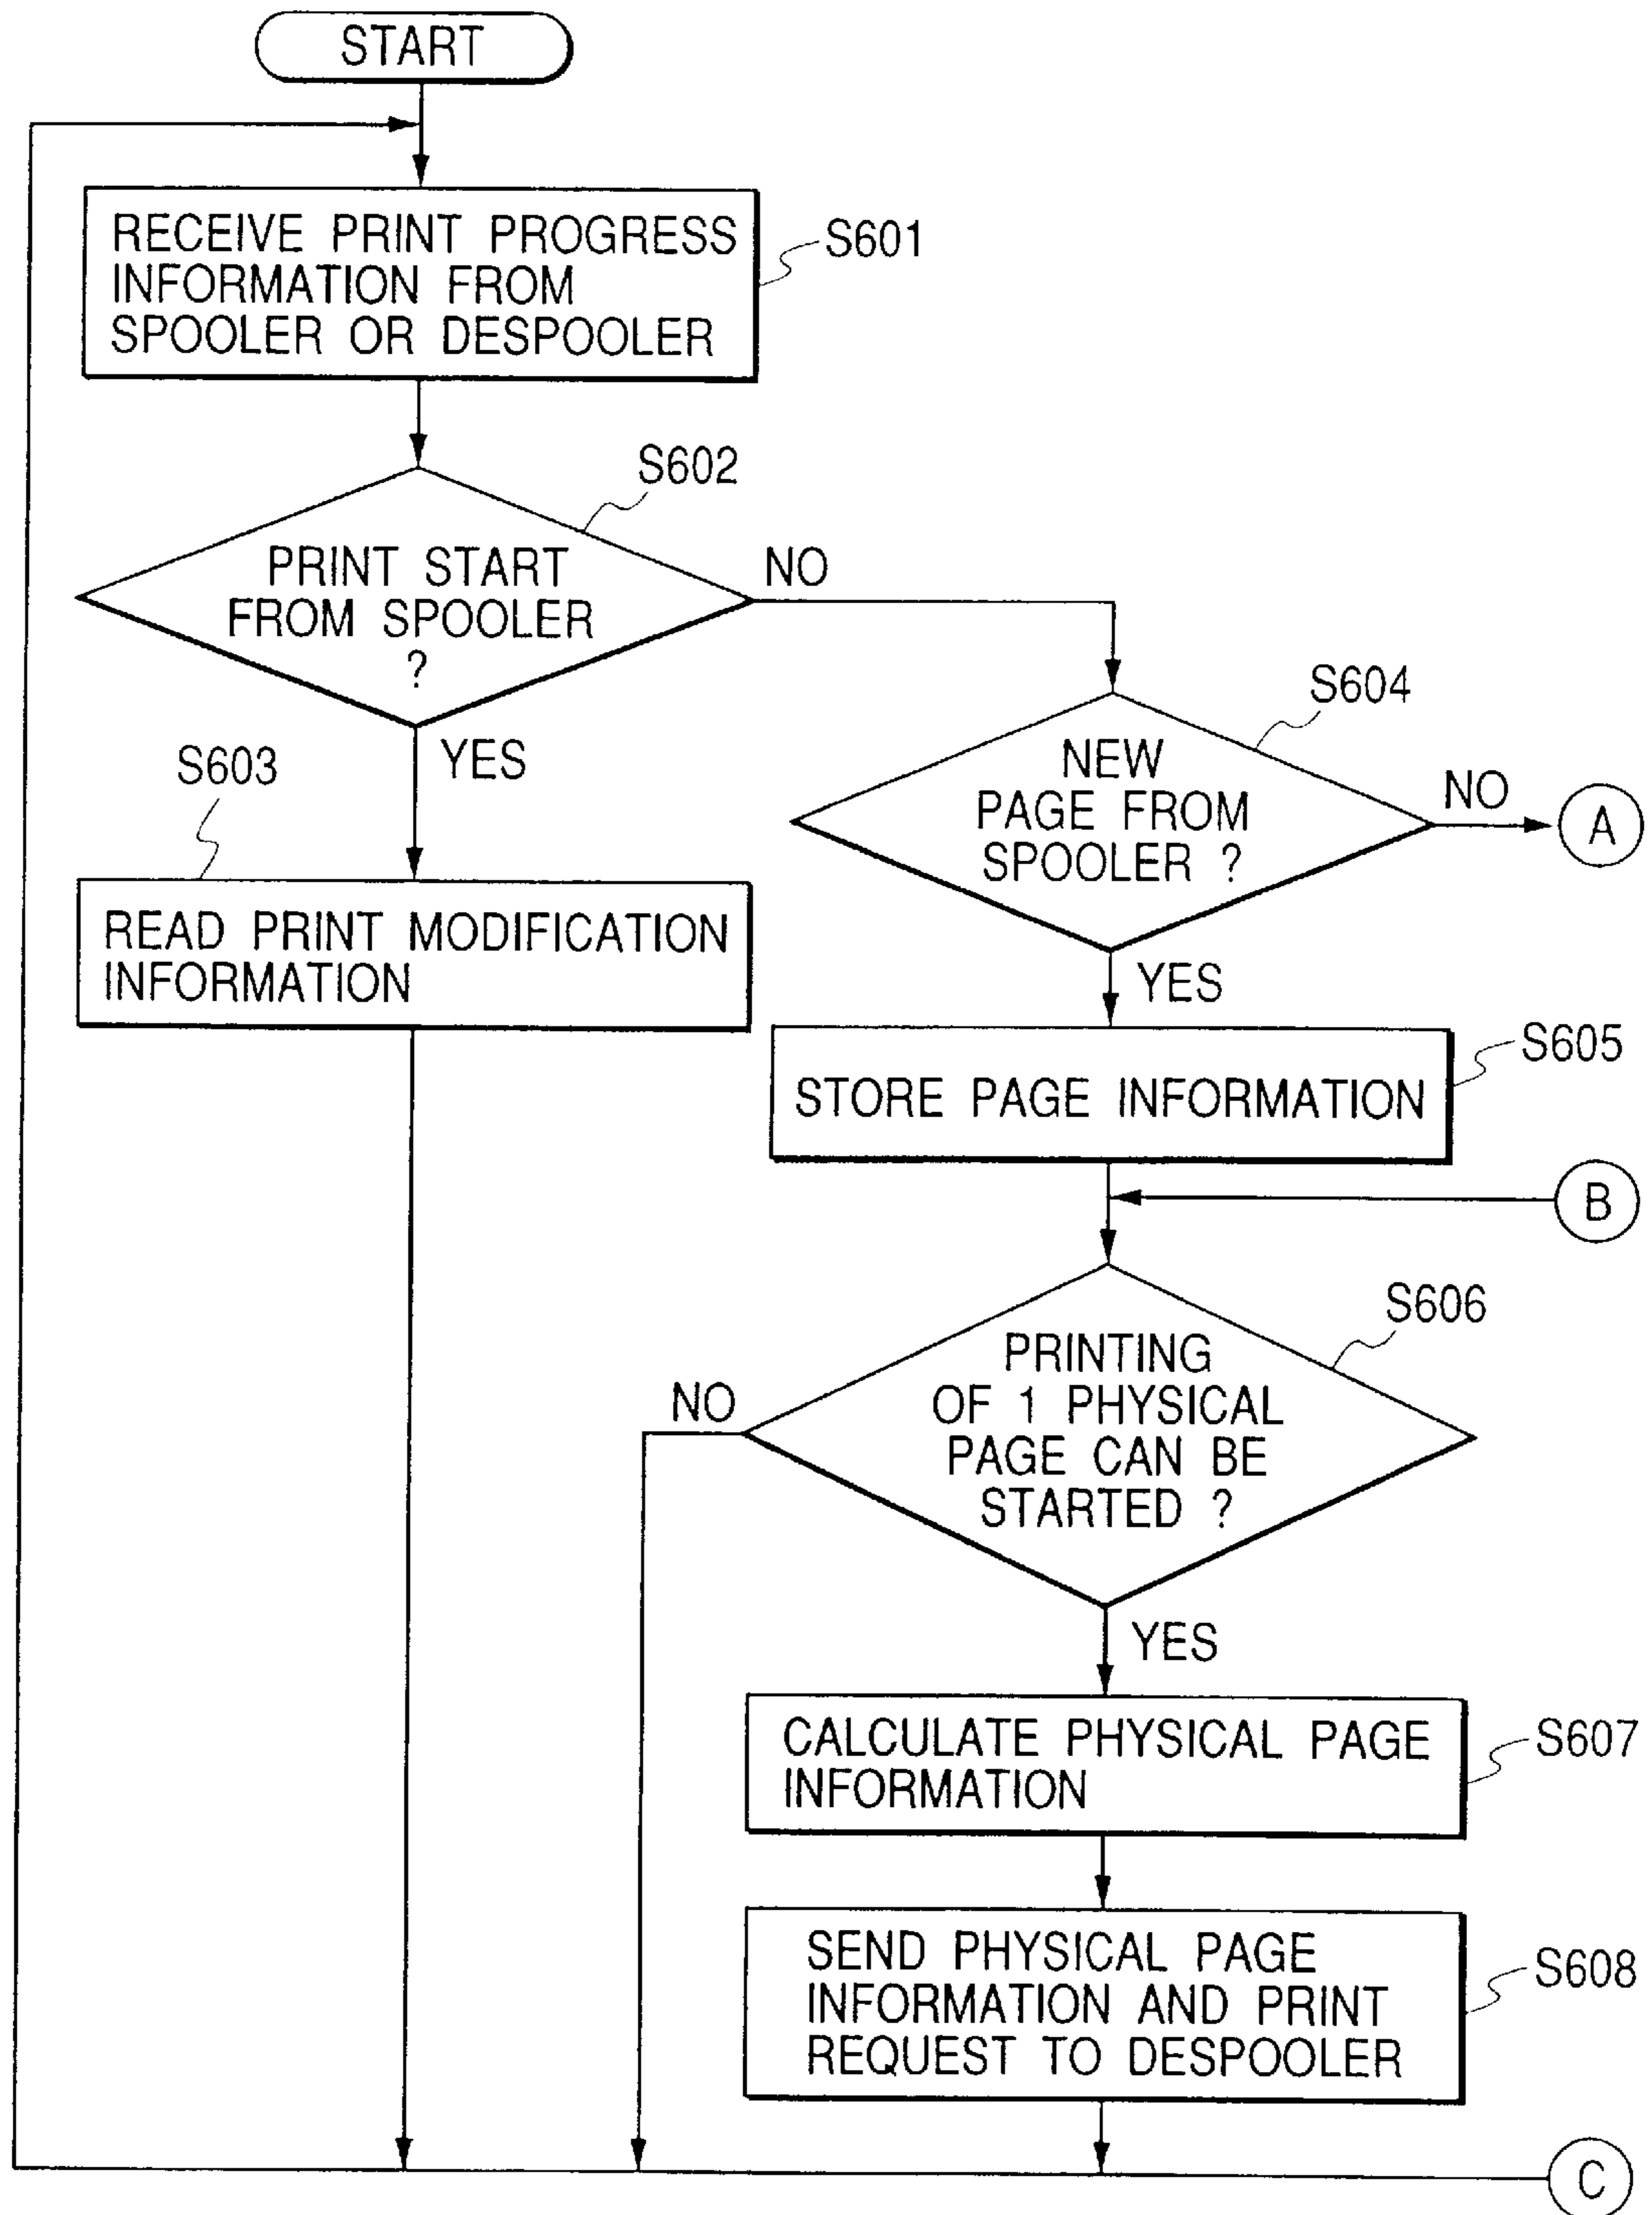 START
RECEIVE PRINT PROGRESS
INFORMATION FROM
SPOOLER OR DESPOOLER
S601
S602
PRINT START
FROM SPOOLER
?
NO
YES
S603
READ PRINT MODIFICATION
INFORMATION
S604
NEW
PAGE FROM
SPOOLER ?
NO
A
YES
S605
STORE PAGE INFORMATION
B
S606
PRINTING
OF 1 PHYSICAL
PAGE CAN BE
STARTED ?
NO
YES
CALCULATE PHYSICAL PAGE
INFORMATION
S607
SEND PHYSICAL PAGE
INFORMATION AND PRINT
REQUEST TO DESPOOLER
S608
C